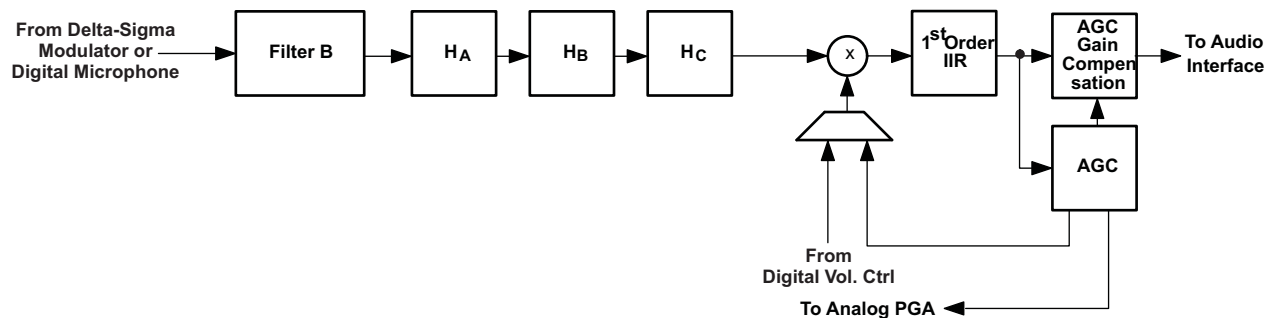 From Delta-Sigma
Modulator or
Digital Microphone
Filter B
HA
HB
HC
X
1st Order
IIR
AGC
Gain
Compen
sation
To Audio
Interface
AGC
From
Digital Vol. Ctrl
To Analog PGA